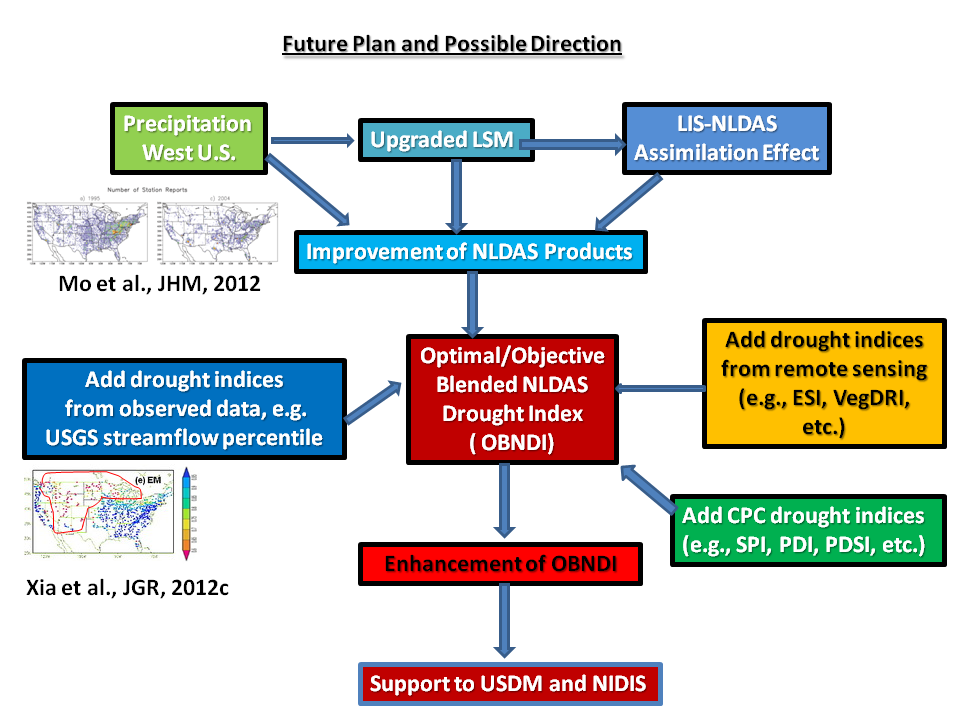 Future Plan and Possible Direction
Precipitation
West U.S.
Upgraded LSM
LIS-NLDAS
Assimilation Effect
Number of Station Reports
a) 1995
c) 2004
Improvement of NLDAS Products
Mo et al., JHM, 2012
Optimal/Objective
Blended NLDAS
Drought Index
( OBNDI)
Add drought indices
from remote sensing
(e.g., ESI, VegDRI,
etc.)
Add drought indices
from observed data, e.g.
USGS streamflow percentile
(e) EM
Add CPC drought indices
(e.g., SPI, PDI, PDSI, etc.)
Enhancement of OBNDI
Xia et al., JGR, 2012c
Support to USDM and NIDIS